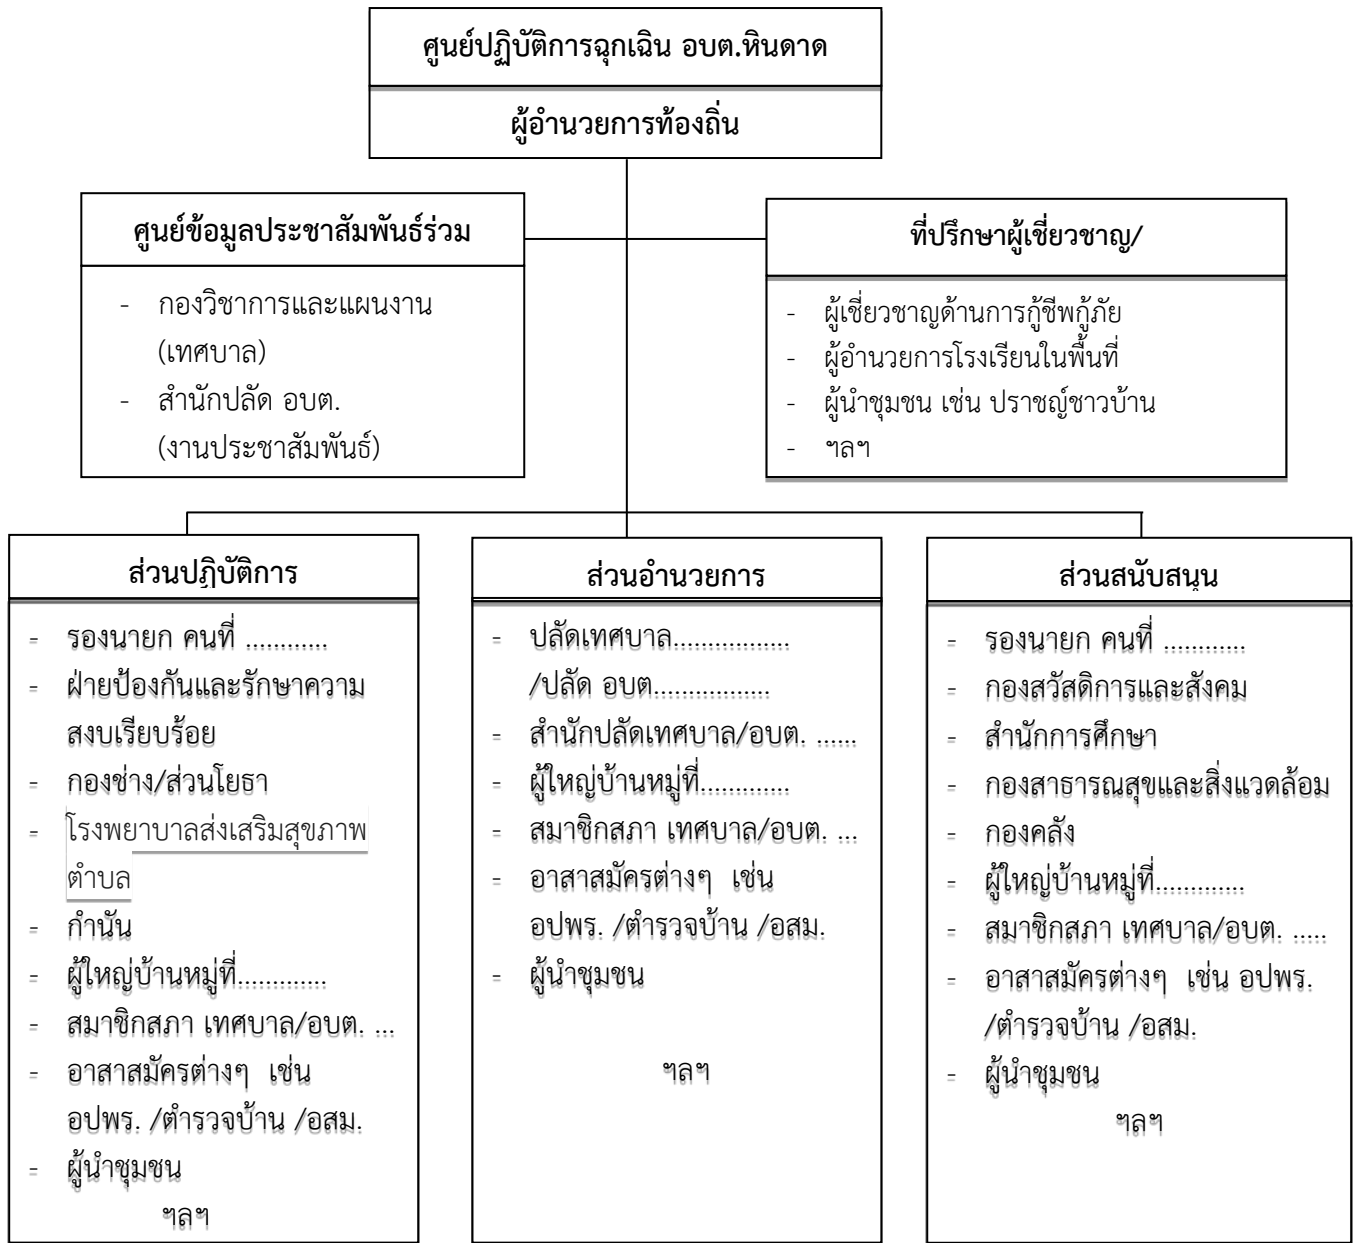 ศูนย์ปฏิบัติการฉุกเฉิน อบต.หินดาด
ผู้อำนวยการท้องถิ่น
ศูนย์ข้อมูลประชาสัมพันธ์ร่วม
- กองวิชาการและแผนงาน
(เทศบาล)
- สำนักปลัด อบต.
(งานประชาสัมพันธ์)
ที่ปรึกษาผู้เชี่ยวชาญ/
- ผู้เชี่ยวชาญด้านการกู้ชีพกู้ภัย
- ผู้อำนวยการโรงเรียนในพื้นที่
- ผู้นำชุมชน เช่น ปราชญ์ชาวบ้าน
- ฯลฯ
ส่วนปฏิบัติการ
- รองนายก คนที่ ............
- ฝ่ายป้องกันและรักษาความ
สงบเรียบร้อย
- กองช่าง/ส่วนโยธา
- โรงพยาบาลส่งเสริมสุขภาพ
ตำบล
- กำนัน
- ผู้ใหญ่บ้านหมู่ที่.............
- สมาชิกสภา เทศบาล/อบต. ...
- อาสาสมัครต่างๆ เช่น
อปพร. /ตำรวจบ้าน /อสม.
- ผู้นำชุมชน
ฯลฯ
ส่วนอำนวยการ
- ปลัดเทศบาล.................
/ปลัด อบต.................
- สำนักปลัดเทศบาล/อบต. ......
- ผู้ใหญ่บ้านหมู่ที่.............
- สมาชิกสภา เทศบาล/อบต. ...
- อาสาสมัครต่างๆ เช่น
อปพร. /ตำรวจบ้าน /อสม.
- ผู้นำชุมชน
ฯลฯ
ส่วนสนับสนุน
- รองนายก คนที่ ............
- กองสวัสดิการและสังคม
- สำนักการศึกษา
- กองสาธารณสุขและสิ่งแวดล้อม
- กองคลัง
- ผู้ใหญ่บ้านหมู่ที่.............
- สมาชิกสภา เทศบาล/อบต. .....
- อาสาสมัครต่างๆ เช่น อปพร.
/ตำรวจบ้าน /อสม.
- ผู้นำชุมชน
ฯลฯ